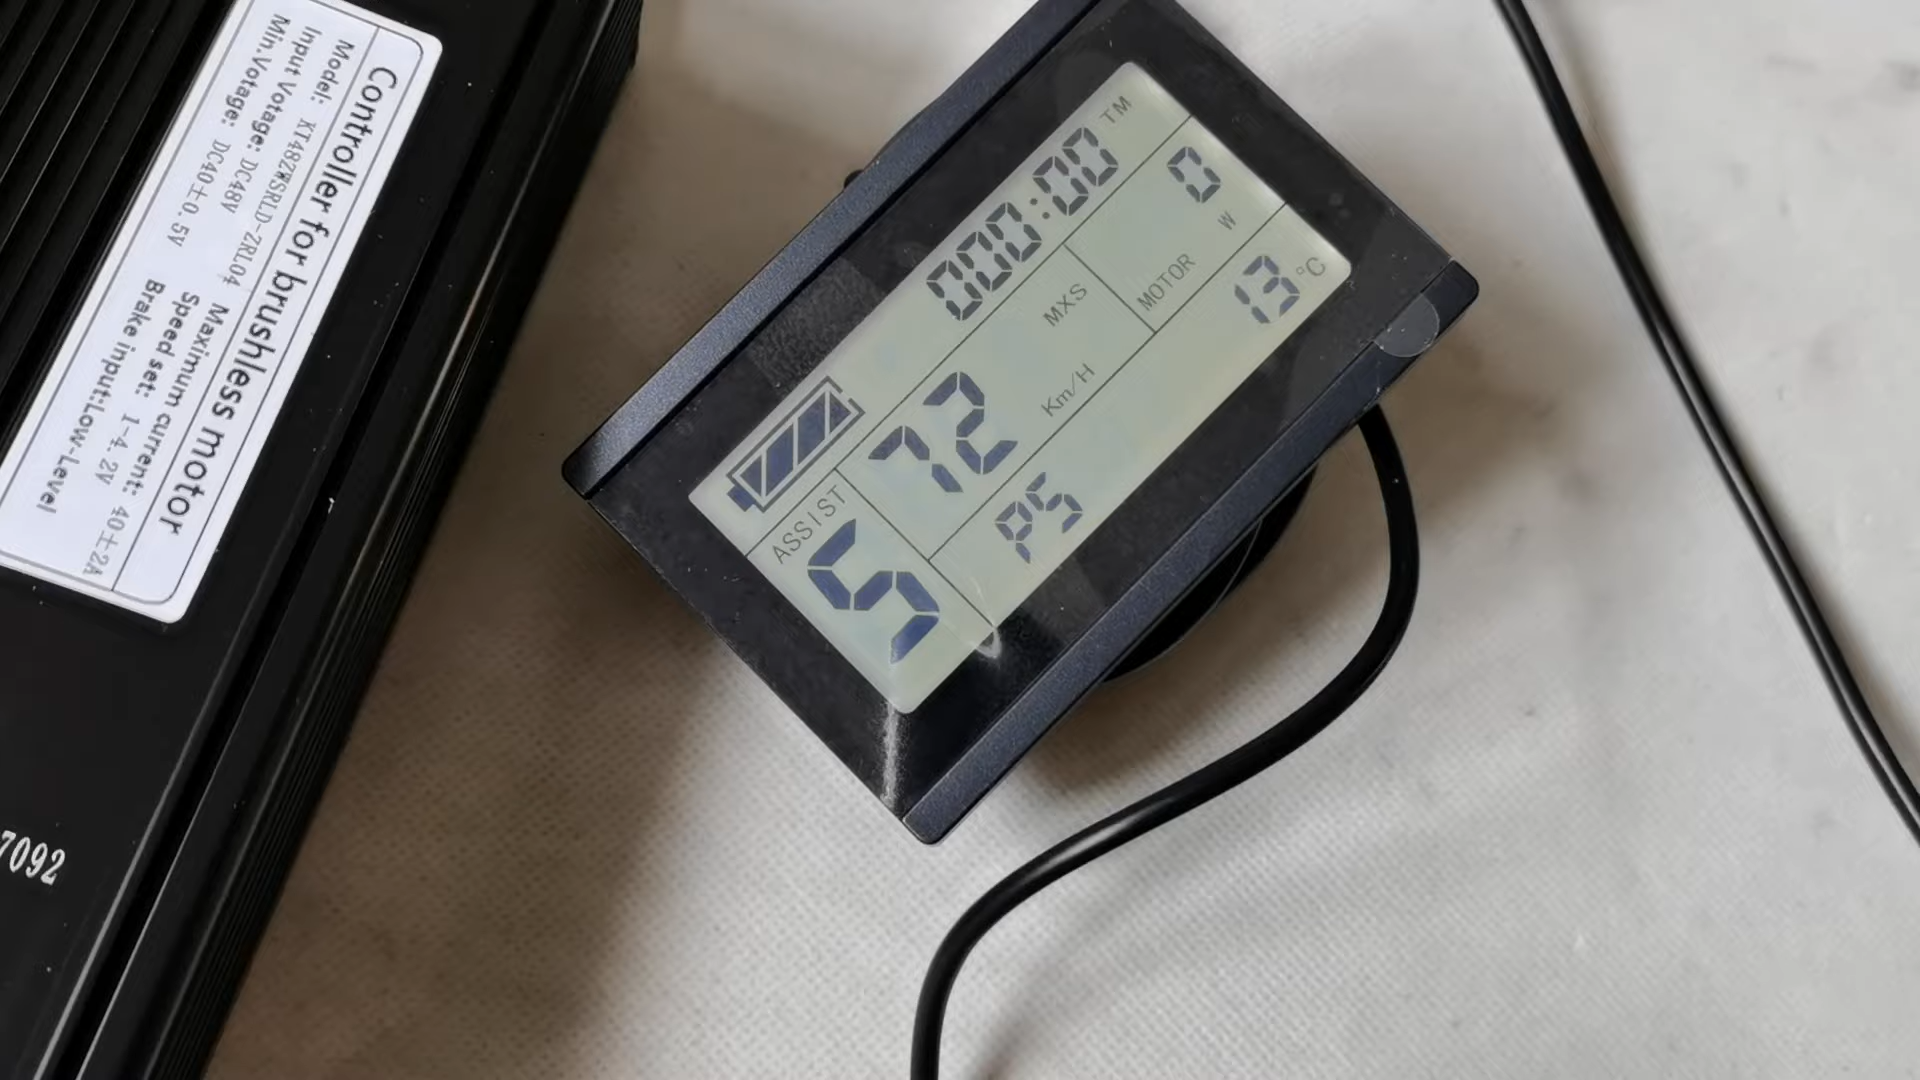 Controller for brushless motor
Model: KT48ZWSRLD-ZRL04 Maximum current: 40±2A
Input Votage: DC48V Speed set: 1-4.2V
Min.Votage: DC40±0.5V Brake input:Low-Level
7092
000:00 TM
ASSIST
5
72
MXS
Km/H
MOTOR
0
W
P5
13 °C